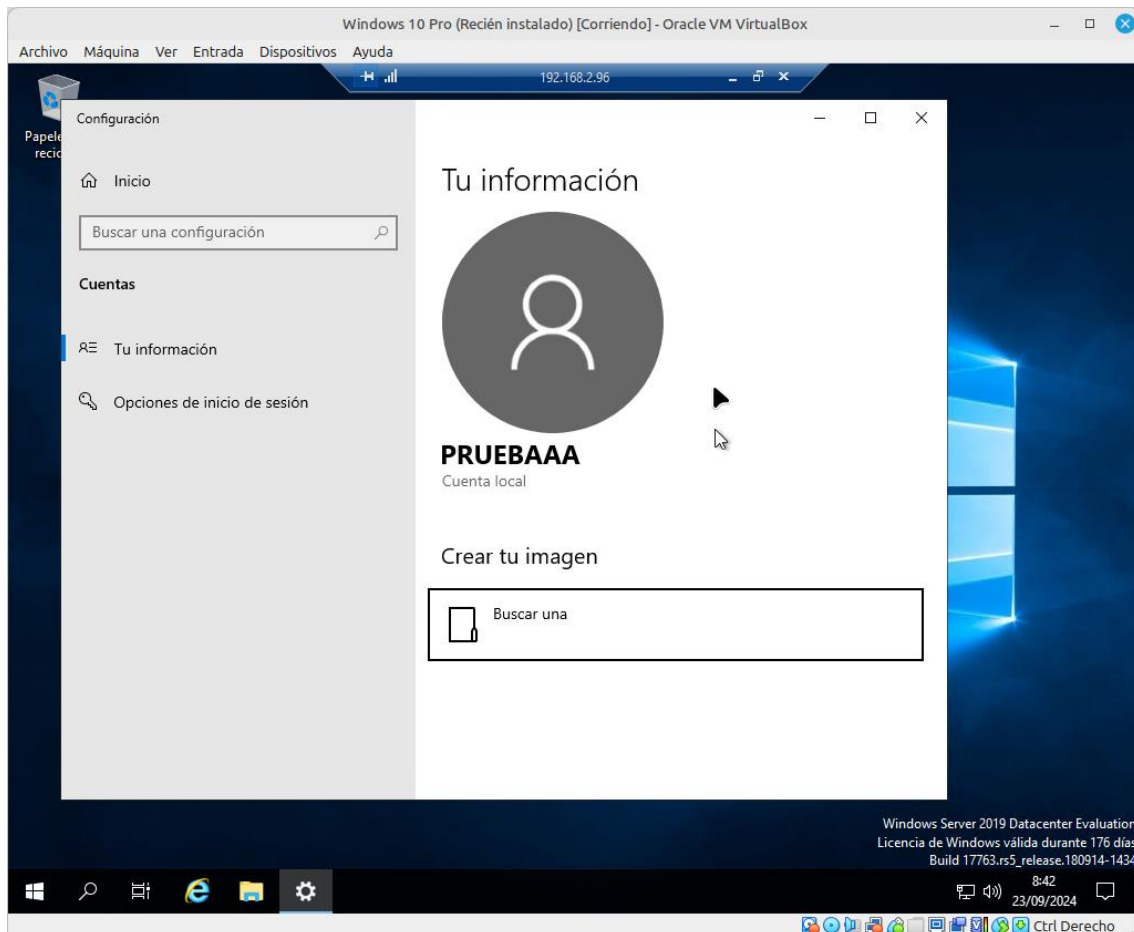 Windows 10 Pro (Recién instalado) [Corriendo] - Oracle VM VirtualBox
Archivo Máquina Ver Entrada Dispositivos Ayuda
192.168.2.96
Papele
recic
Configuración
Inicio
Buscar una configuración
Cuentas
Tu información
Opciones de inicio de sesión
Tu información
PRUEBAAA
Cuenta local
Crear tu imagen
Buscar una
Windows Server 2019 Datacenter Evaluation
Licencia de Windows válida durante 176 días
Build 17763.rs5_release.180914-1434
8:42
23/09/2024
Ctrl Derecho